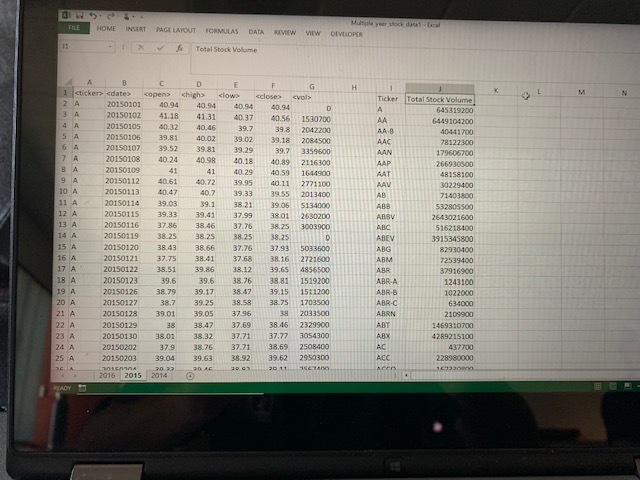 Multiple_year_stock_data1 - Excel
FILE HOME INSERT PAGE LAYOUT FORMULAS DATA REVIEW VIEW DEVELOPER
J1 fx Total Stock Volume
A B C D E F G H I J K L M N
1 <ticker> <date> <open> <high> <low> <close> <vol> Ticker Total Stock Volume
2 A 20150101 40.94 40.94 40.94 40.94 0 A 645319200
3 A 20150102 41.18 41.31 40.37 40.56 1530700 AA 6449104200
4 A 20150105 40.32 40.46 39.7 39.8 2042200 AA-B 40441700
5 A 20150106 39.81 40.02 39.02 39.18 2084500 AAC 78122300
6 A 20150107 39.52 39.81 39.29 39.7 3359600 AAN 179606700
7 A 20150108 40.24 40.98 40.18 40.89 2116300 AAP 266930500
8 A 20150109 41 41 40.29 40.59 1644900 AAT 48158100
9 A 20150112 40.61 40.72 39.95 40.11 2771100 AAV 30229400
10 A 20150113 40.47 40.7 39.33 39.55 2013400 AB 71403800
11 A 20150114 39.03 39.1 38.21 39.06 5134000 ABB 532805500
12 A 20150115 39.33 39.41 37.99 38.01 2630200 ABBV 2643021600
13 A 20150116 37.86 38.46 37.76 38.25 3003900 ABC 516218400
14 A 20150119 38.25 38.25 38.25 38.25 0 ABEV 3915345800
15 A 20150120 38.43 38.66 37.76 37.93 5033600 ABG 82930400
16 A 20150121 37.75 38.41 37.68 38.16 2721600 ABM 72539400
17 A 20150122 38.51 39.86 38.12 39.65 4856500 ABR 37916900
18 A 20150123 39.6 39.6 38.76 38.81 1519200 ABR-A 1243100
19 A 20150126 38.79 39.17 38.47 39.15 1511200 ABR-B 1022000
20 A 20150127 38.7 39.25 38.58 38.75 1703500 ABR-C 634000
21 A 20150128 39.01 39.05 37.96 38 2033500 ABRN 2109900
22 A 20150129 38 38.47 37.69 38.46 2329900 ABT 1469310700
23 A 20150130 38.01 38.32 37.71 37.77 3054300 ABX 4289215100
24 A 20150202 37.9 38.76 37.71 38.69 2508400 AC 437700
25 A 20150203 39.04 39.63 38.92 39.62 2950300 ACC 228980000
2016 2015 2014
READY